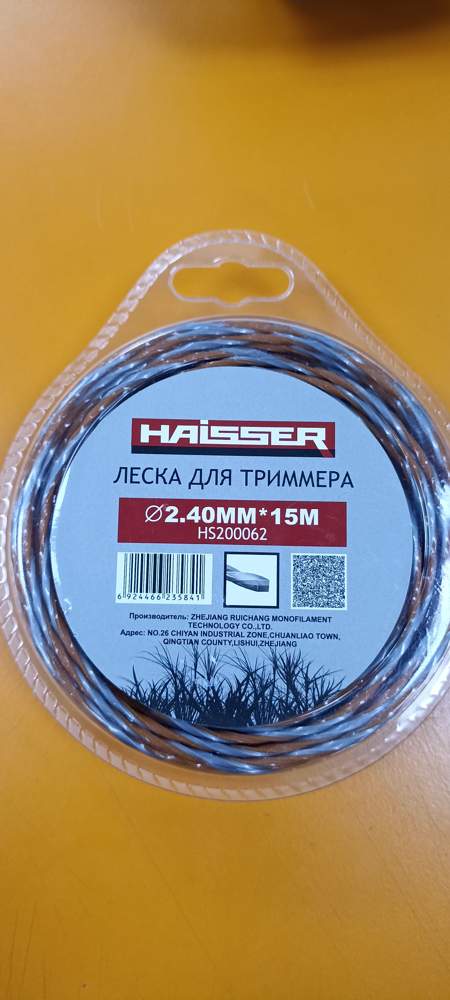 HAISSER
ЛЕСКА ДЛЯ ТРИММЕРА
Ø2.40MM*15M
HS200062
6 924466 235841
Производитель: ZHEJIANG RUICHANG MONOFILAMENT
TECHNOLOGY CO.,LTD.
Адрес: NO.26 CHIYAN INDUSTRIAL ZONE,CHUANLIAO TOWN,
QINGTIAN COUNTY,LISHUI,ZHEJIANG